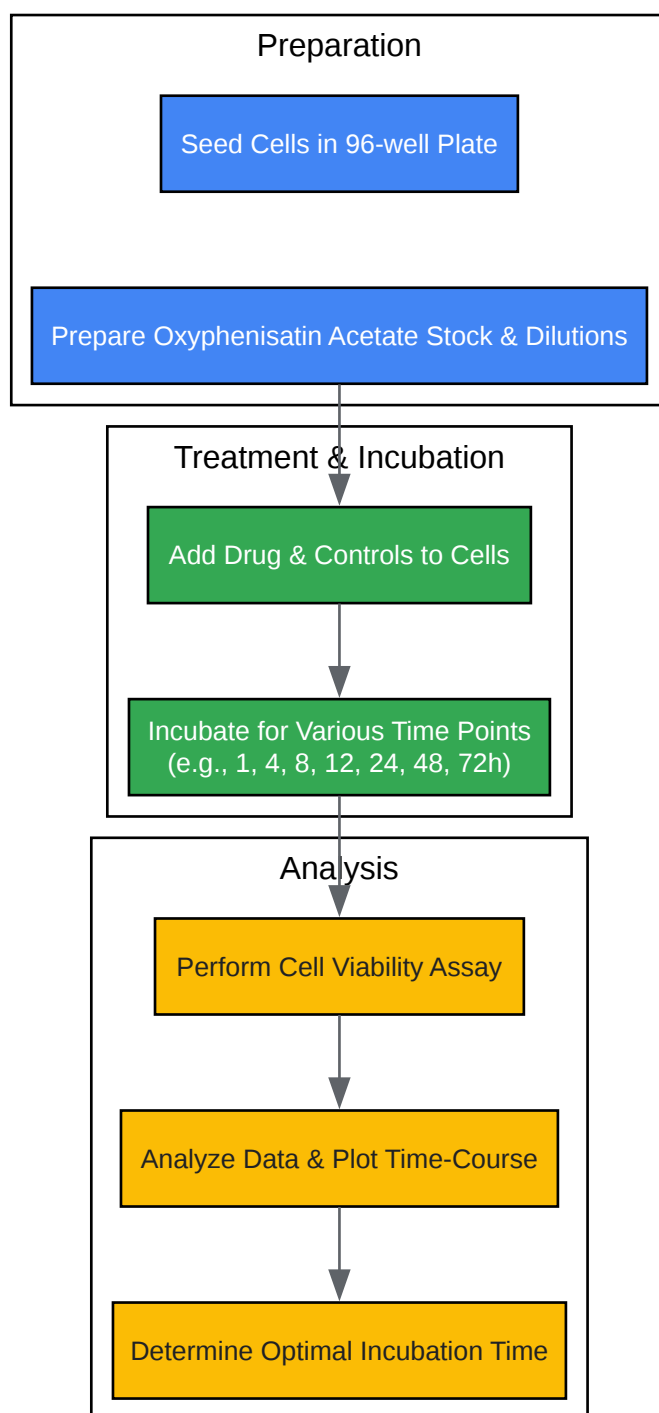 Preparation
Seed Cells in 96-well Plate
Prepare Oxyphenisatin Acetate Stock & Dilutions
Treatment & Incubation
Add Drug & Controls to Cells
Incubate for Various Time Points
(e.g., 1, 4, 8, 12, 24, 48, 72h)
Analysis
Perform Cell Viability Assay
Analyze Data & Plot Time-Course
Determine Optimal Incubation Time